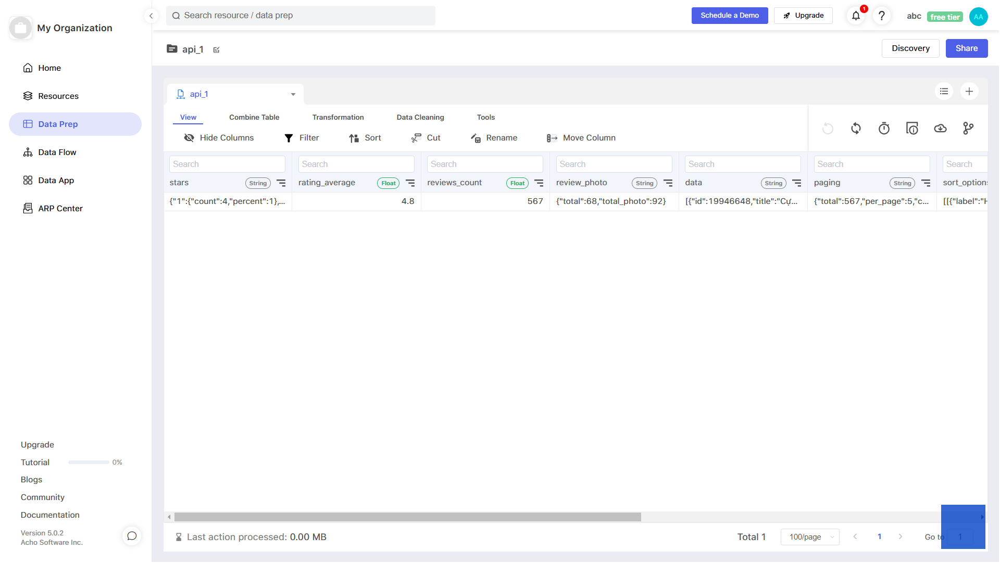 My Organization
Home
Resources
Data Prep
Data Flow
Data App
ARP Center
Upgrade
Tutorial 0%
Blogs
Community
Documentation
Version 5.0.2
Acho Software Inc.
Search resource / data prep
Schedule a Demo Upgrade 1 ? abc free tier AA
api_1
Discovery Share
api_1
View Combine Table Transformation Data Cleaning Tools
Hide Columns Filter Sort Cut Rename Move Column
Search Search Search Search Search Search Search
stars String rating_average Float reviews_count Float review_photo String data String paging String sort_options
{"1":{"count":4,"percent":1},... 4.8 567 {"total":68,"total_photo":92} [{"id":19946648,"title":"Cự... {"total":567,"per_page":5,"c... [[{"label":"H
Last action processed: 0.00 MB
Total 1 100/page 1 Go to 1